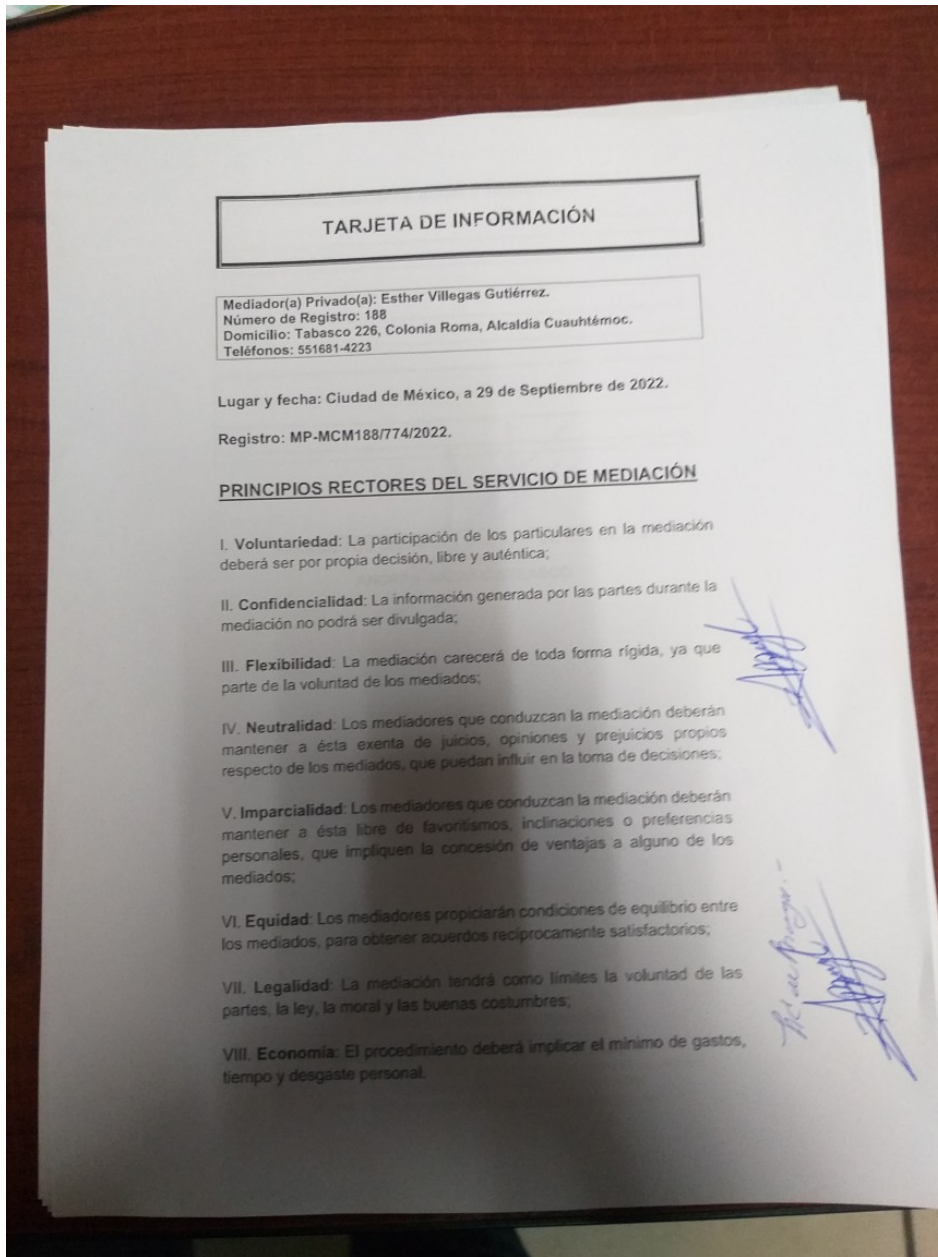 TARJETA DE INFORMACIÓN
Mediador(a) Privado(a): Esther Villegas Gutiérrez.
Número de Registro: 188
Domicilio: Tabasco 226, Colonia Roma, Alcaldía Cuauhtémoc.
Teléfonos: 551681-4223
Lugar y fecha: Ciudad de México, a 29 de Septiembre de 2022.
Registro: MP-MCM188/774/2022.
PRINCIPIOS RECTORES DEL SERVICIO DE MEDIACIÓN
I. Voluntariedad: La participación de los particulares en la mediación
deberá ser por propia decisión, libre y auténtica;
II. Confidencialidad: La información generada por las partes durante la
mediación no podrá ser divulgada;
III. Flexibilidad: La mediación carecerá de toda forma rígida, ya que
parte de la voluntad de los mediados;
IV. Neutralidad: Los mediadores que conduzcan la mediación deberán
mantener a ésta exenta de juicios, opiniones y prejuicios propios
respecto de los mediados, que puedan influir en la toma de decisiones;
V. Imparcialidad: Los mediadores que conduzcan la mediación deberán
mantener a ésta libre de favoritismos, inclinaciones o preferencias
personales, que impliquen la concesión de ventajas a alguno de los
mediados;
VI. Equidad: Los mediadores propiciarán condiciones de equilibrio entre
los mediados, para obtener acuerdos recíprocamente satisfactorios;
VII. Legalidad: La mediación tendrá como límites la voluntad de las
partes, la ley, la moral y las buenas costumbres;
VIII. Economía: El procedimiento deberá implicar el mínimo de gastos,
tiempo y desgaste personal.